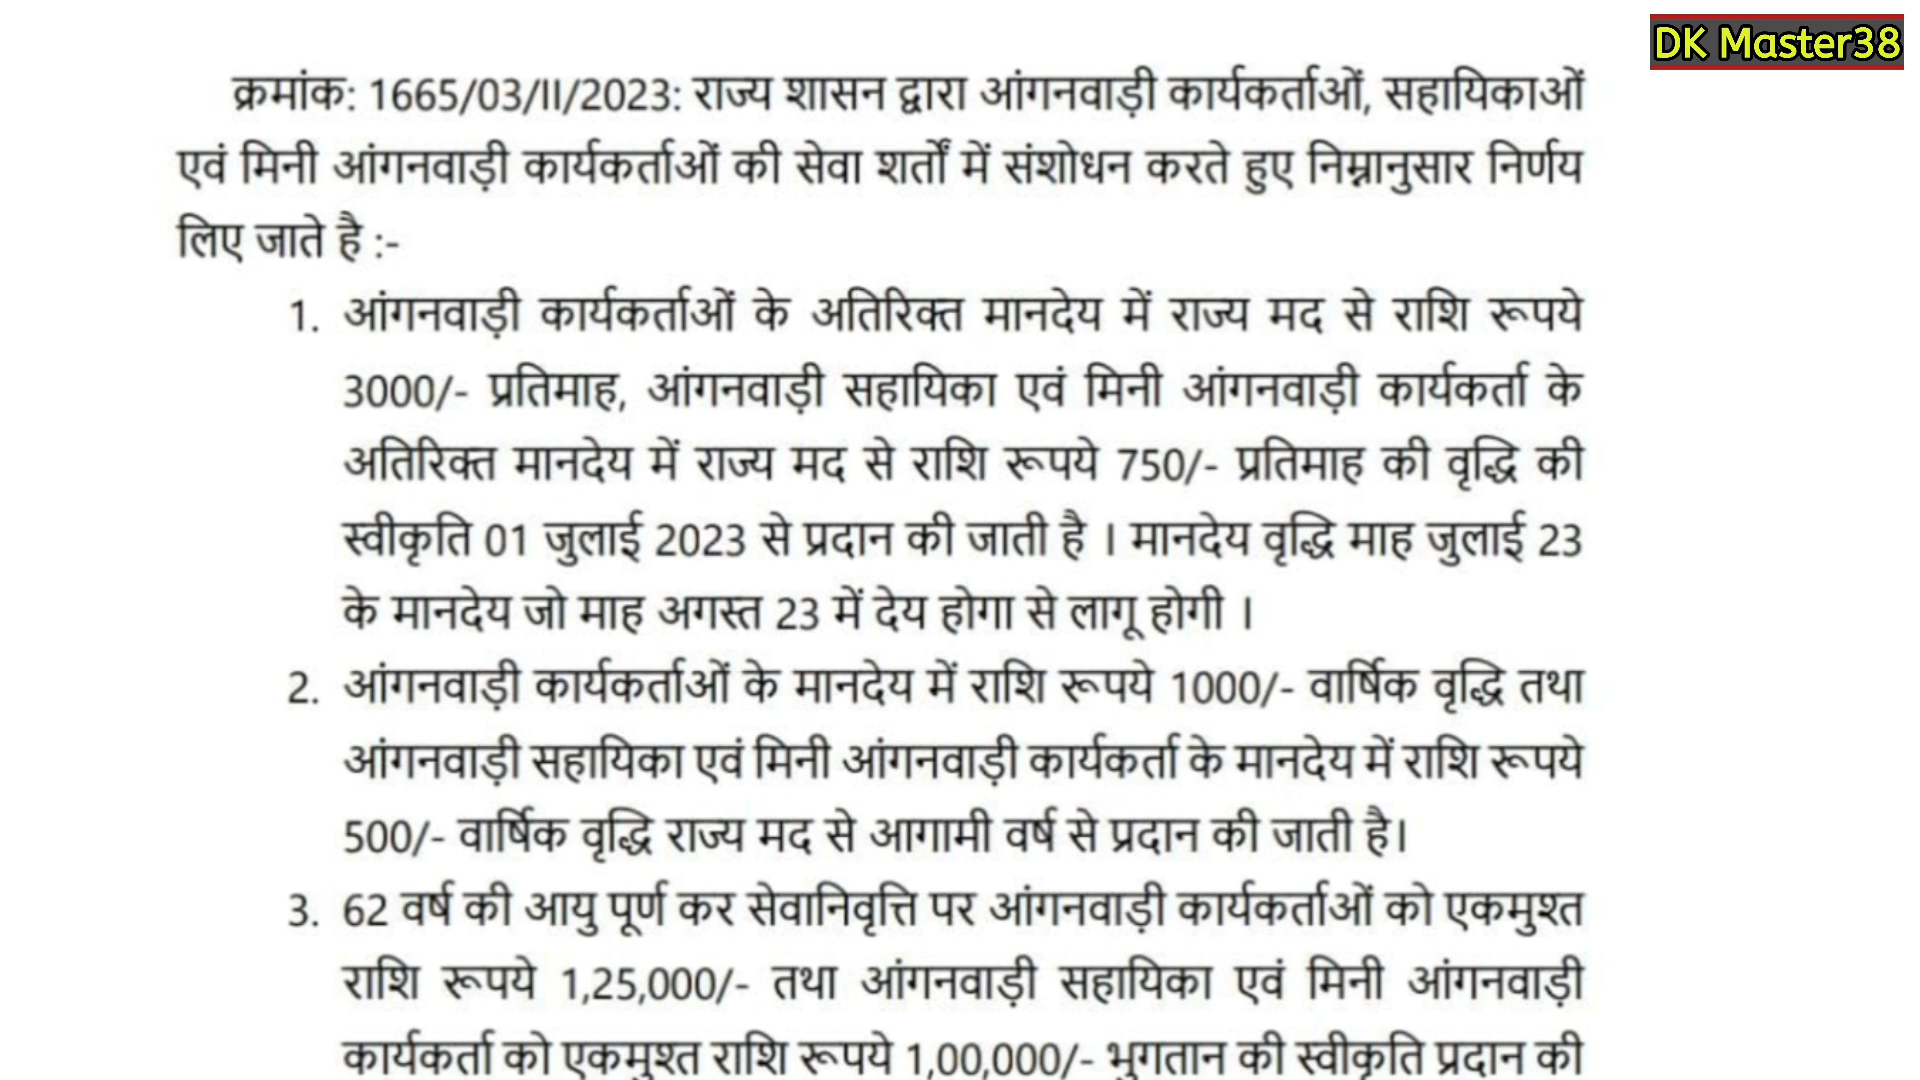 DK Master38
क्रमांक: 1665/03/II/2023: राज्य शासन द्वारा आंगनवाड़ी कार्यकर्ताओं, सहायिकाओं
एवं मिनी आंगनवाड़ी कार्यकर्ताओं की सेवा शर्तों में संशोधन करते हुए निम्नानुसार निर्णय
लिए जाते है :-
1. आंगनवाड़ी कार्यकर्ताओं के अतिरिक्त मानदेय में राज्य मद से राशि रूपये
3000/- प्रतिमाह, आंगनवाड़ी सहायिका एवं मिनी आंगनवाड़ी कार्यकर्ता के
अतिरिक्त मानदेय में राज्य मद से राशि रूपये 750/- प्रतिमाह की वृद्धि की
स्वीकृति 01 जुलाई 2023 से प्रदान की जाती है । मानदेय वृद्धि माह जुलाई 23
के मानदेय जो माह अगस्त 23 में देय होगा से लागू होगी ।
2. आंगनवाड़ी कार्यकर्ताओं के मानदेय में राशि रूपये 1000/- वार्षिक वृद्धि तथा
आंगनवाड़ी सहायिका एवं मिनी आंगनवाड़ी कार्यकर्ता के मानदेय में राशि रूपये
500/- वार्षिक वृद्धि राज्य मद से आगामी वर्ष से प्रदान की जाती है।
3. 62 वर्ष की आयु पूर्ण कर सेवानिवृत्ति पर आंगनवाड़ी कार्यकर्ताओं को एकमुश्त
राशि रूपये 1,25,000/- तथा आंगनवाड़ी सहायिका एवं मिनी आंगनवाड़ी
कार्यकर्ता को एकमुश्त राशि रूपये 1,00,000/- भुगतान की स्वीकृति प्रदान की